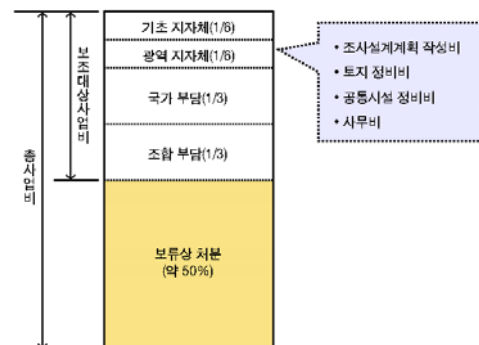 총사업비
보조대상사업비
기초 지자체(1/6)
광역 지자체(1/6)
국가 부담(1/3)
조합 부담(1/3)
보류상 처분
(약 50%)
• 조사설계계획 작성비
• 토지 정비비
• 공통시설 정비비
• 사무비